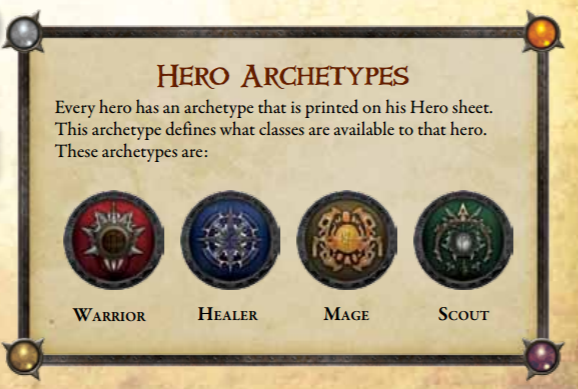 Hero Archetypes
Every hero has an archetype that is printed on his Hero sheet.
This archetype defines what classes are available to that hero.
These archetypes are:
Warrior
Healer
Mage
Scout